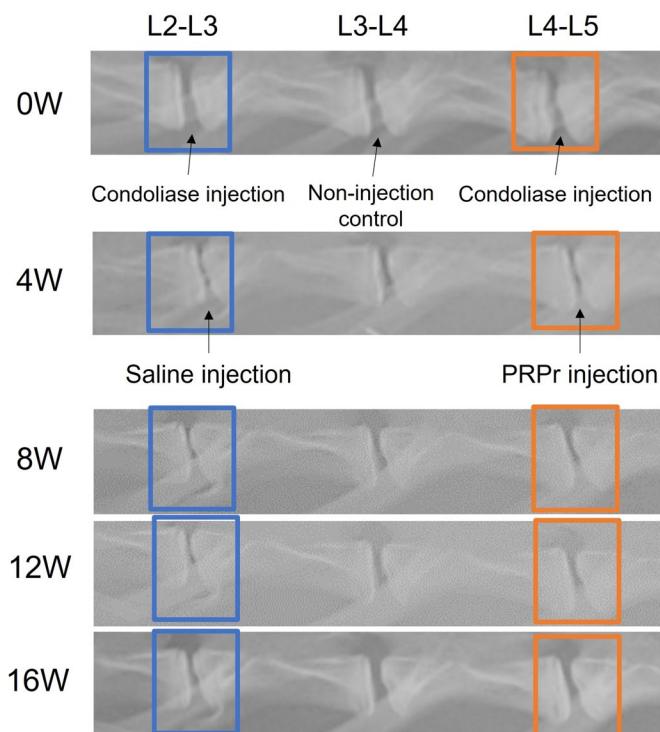 L2-L3 L3-L4 L4-L5
0W
Condoliase injection Non-injection control Condoliase injection
4W
Saline injection PRPr injection
8W
12W
16W